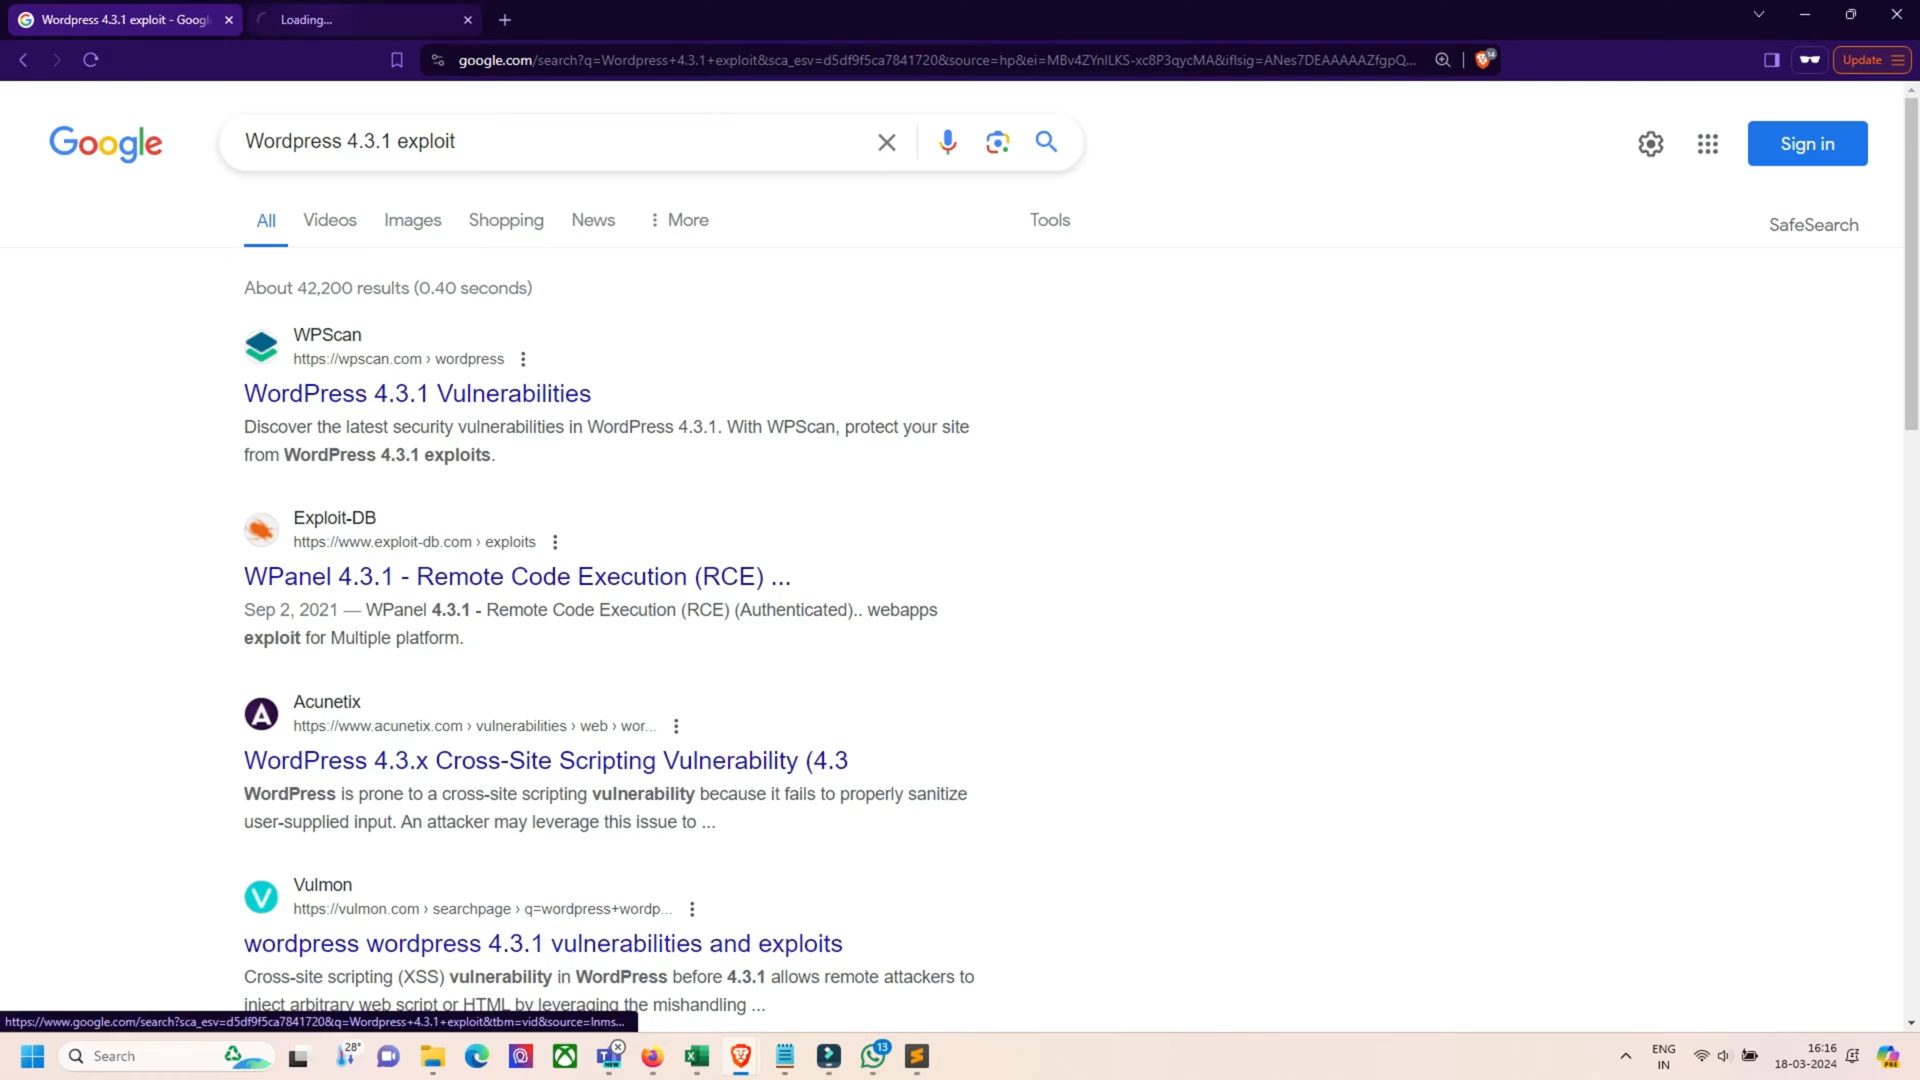 Wordpress 4.3.1 exploit - Googl
Loading...
google.com/search?q=Wordpress+4.3.1+exploit&sca_esv=d5df9f5ca7841720&source=hp&ei=MBv4ZYnILKS-xc8P3qycMA&iflsig=ANes7DEAAAAAZfgpQ...
14
Update
Google
Wordpress 4.3.1 exploit
Sign in
All
Videos
Images
Shopping
News
More
Tools
SafeSearch
About 42,200 results (0.40 seconds)
WPScan
https://wpscan.com › wordpress
WordPress 4.3.1 Vulnerabilities
Discover the latest security vulnerabilities in WordPress 4.3.1. With WPScan, protect your site
from WordPress 4.3.1 exploits.
Exploit-DB
https://www.exploit-db.com › exploits
WPanel 4.3.1 - Remote Code Execution (RCE) ...
Sep 2, 2021 — WPanel 4.3.1 - Remote Code Execution (RCE) (Authenticated).. webapps
exploit for Multiple platform.
Acunetix
https://www.acunetix.com › vulnerabilities › web › wor...
WordPress 4.3.x Cross-Site Scripting Vulnerability (4.3
WordPress is prone to a cross-site scripting vulnerability because it fails to properly sanitize
user-supplied input. An attacker may leverage this issue to ...
Vulmon
https://vulmon.com › searchpage › q=wordpress+wordp...
wordpress wordpress 4.3.1 vulnerabilities and exploits
Cross-site scripting (XSS) vulnerability in WordPress before 4.3.1 allows remote attackers to
inject arbitrary web script or HTML by leveraging the mishandling ...
https://www.google.com/search?sca_esv=d5df9f5ca7841720&q=Wordpress+4.3.1+exploit&tbm=vid&source=lnms...
Search
28°
NEW
13
ENG
IN
16:16
18-03-2024
PRE